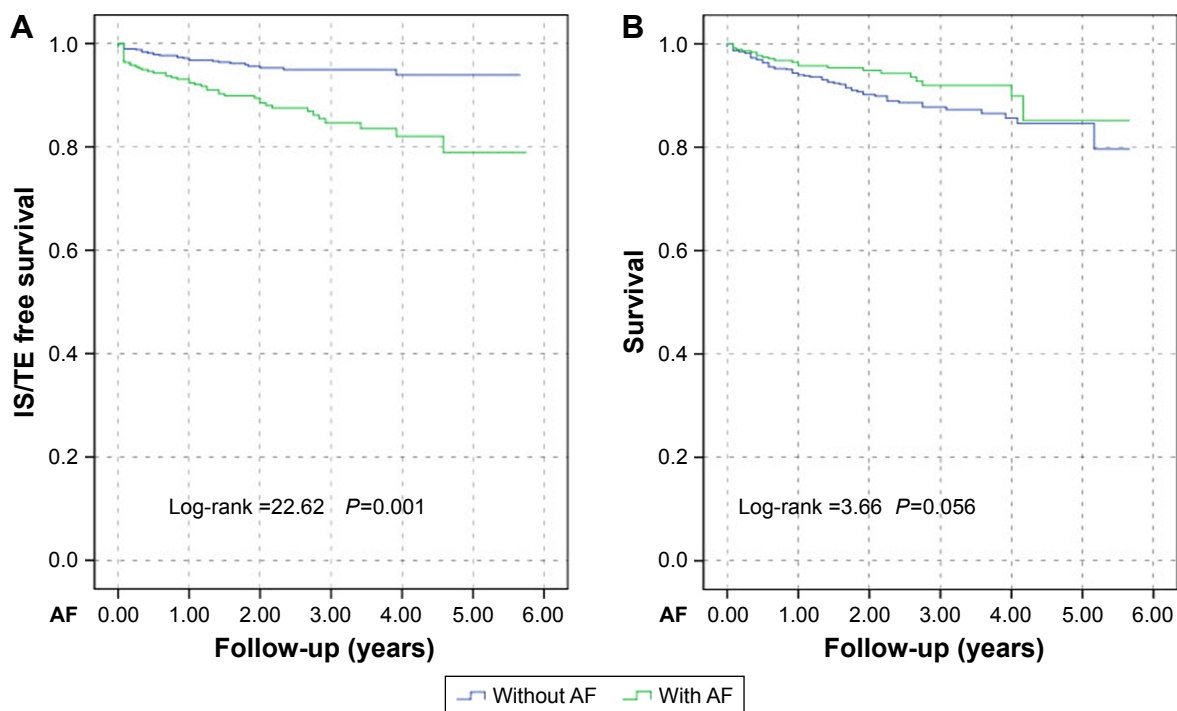 A
1.0
0.8
0.6
0.4
0.2
0.0
IS/TE free survival
Log-rank =22.62 P=0.001
AF 0.00 1.00 2.00 3.00 4.00 5.00 6.00
Follow-up (years)
B
1.0
0.8
0.6
0.4
0.2
0.0
Survival
Log-rank =3.66 P=0.056
0.00 1.00 2.00 3.00 4.00 5.00 6.00
Follow-up (years)
Without AF With AF